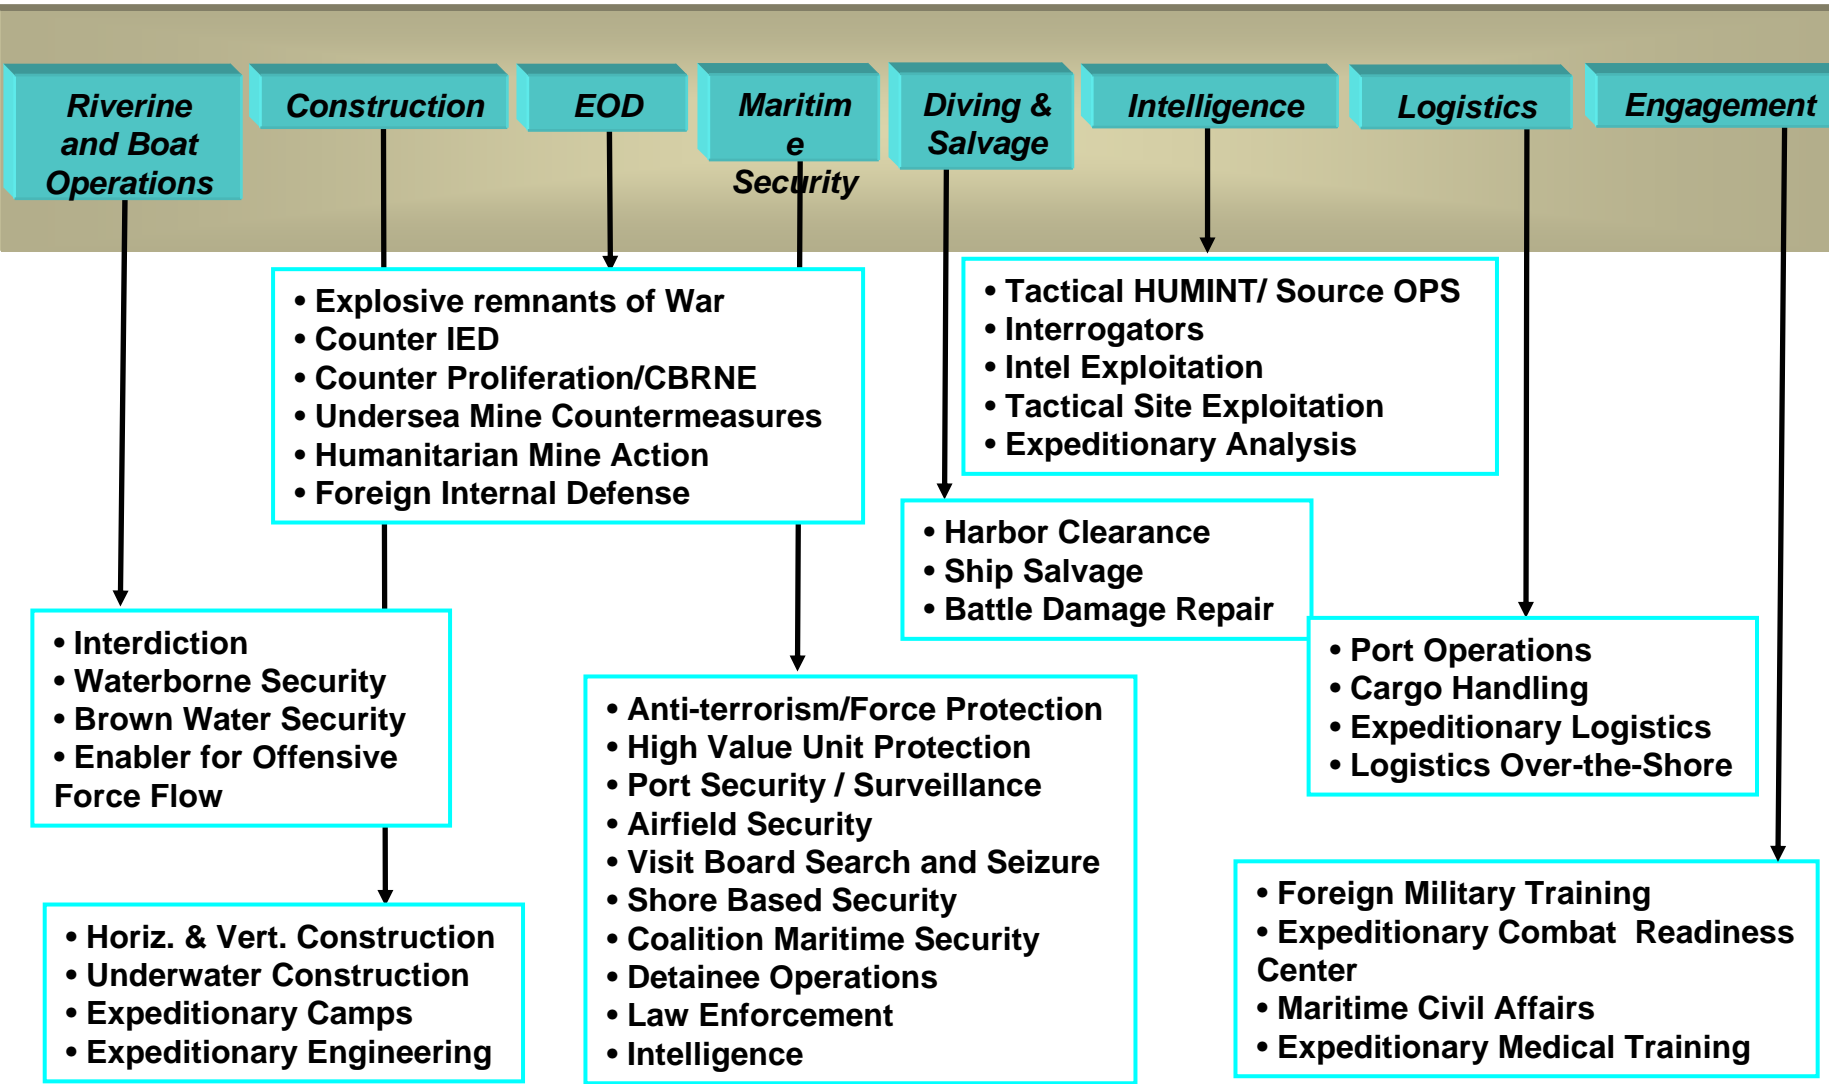 Riverine
and Boat
Operations
Construction
EOD
Maritim
e
Security
Diving &
Salvage
Intelligence
Logistics
Engagement
• Explosive remnants of War
• Counter IED
• Counter Proliferation/CBRNE
• Undersea Mine Countermeasures
• Humanitarian Mine Action
• Foreign Internal Defense
• Tactical HUMINT/ Source OPS
• Interrogators
• Intel Exploitation
• Tactical Site Exploitation
• Expeditionary Analysis
• Harbor Clearance
• Ship Salvage
• Battle Damage Repair
• Interdiction
• Waterborne Security
• Brown Water Security
• Enabler for Offensive
Force Flow
• Port Operations
• Cargo Handling
• Expeditionary Logistics
• Logistics Over-the-Shore
• Anti-terrorism/Force Protection
• High Value Unit Protection
• Port Security / Surveillance
• Airfield Security
• Visit Board Search and Seizure
• Shore Based Security
• Coalition Maritime Security
• Detainee Operations
• Law Enforcement
• Intelligence
• Horiz. & Vert. Construction
• Underwater Construction
• Expeditionary Camps
• Expeditionary Engineering
• Foreign Military Training
• Expeditionary Combat  Readiness
Center
• Maritime Civil Affairs
• Expeditionary Medical Training